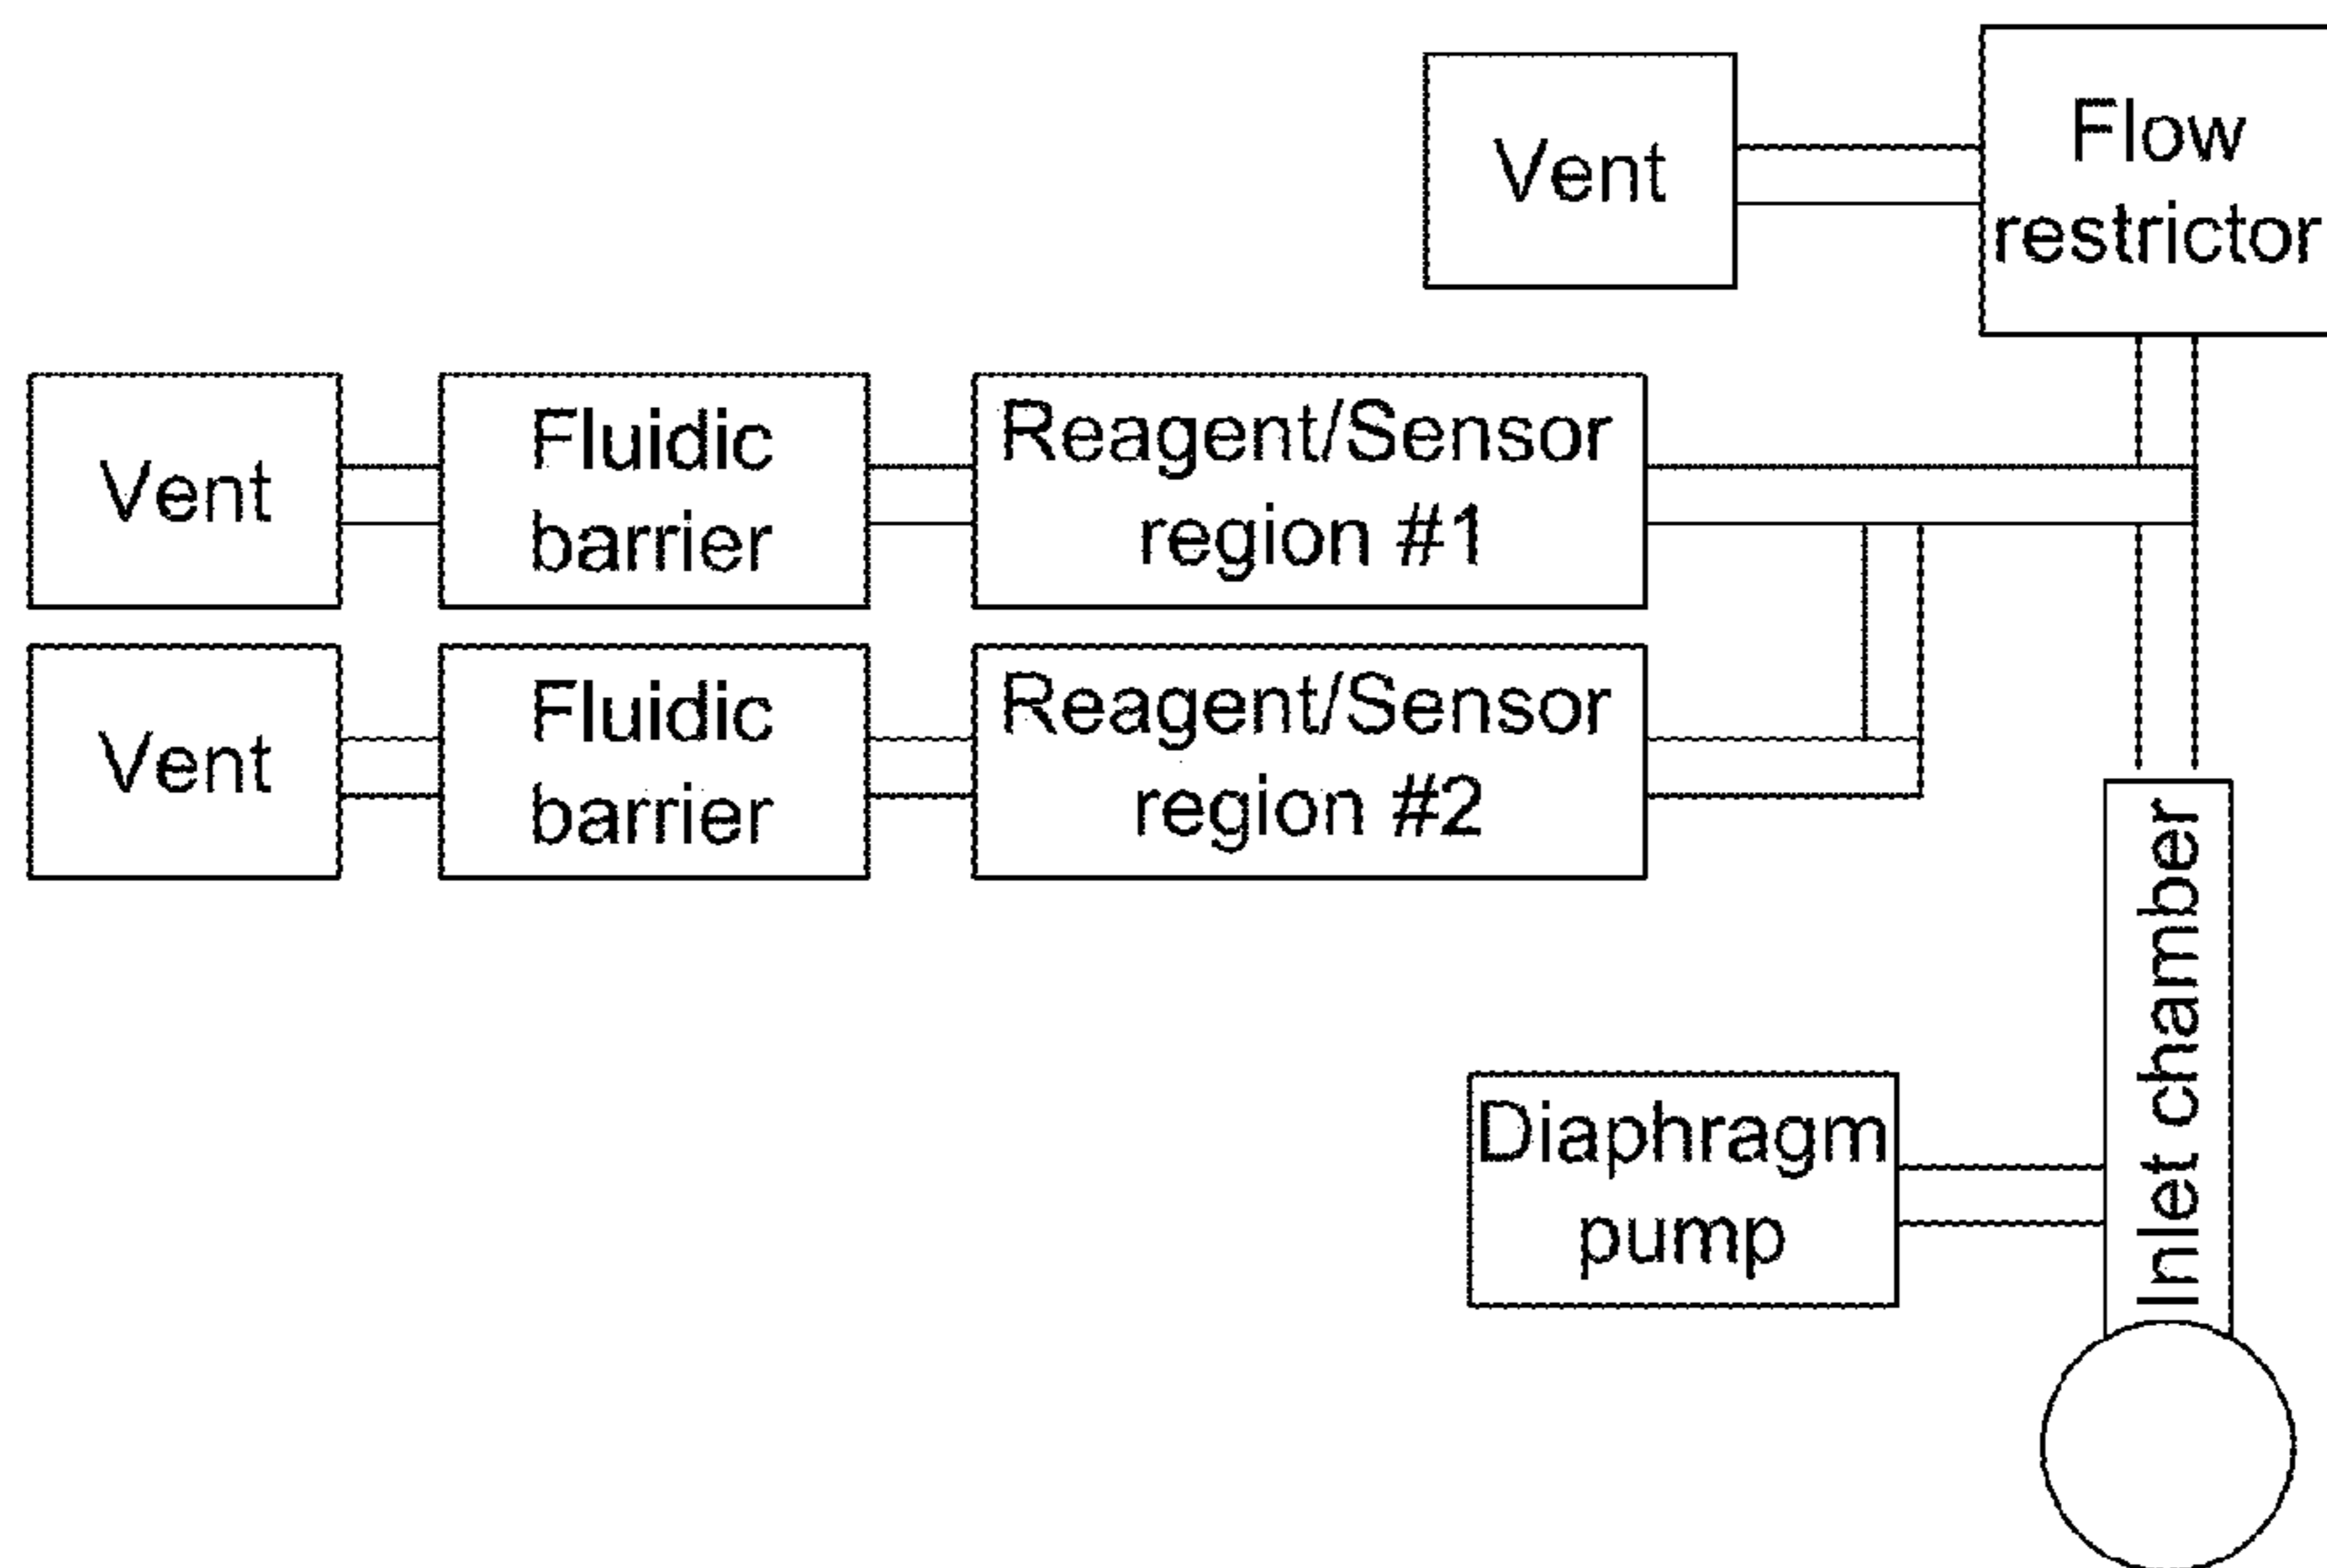 Vent
Flow
restrictor
Vent
Fluidic
barrier
Reagent/Sensor
region #1
Vent
Fluidic
barrier
Reagent/Sensor
region #2
Inlet chamber
Diaphragm
pump